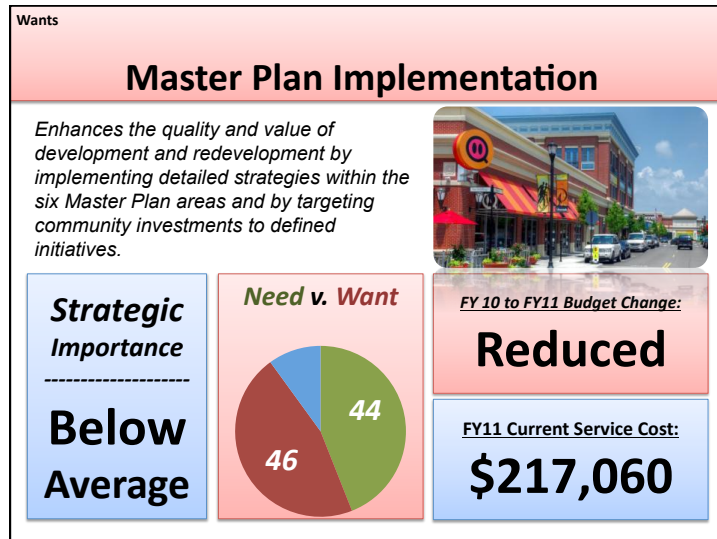 Wants
Master Plan Implementation
Enhances the quality and value of
development and redevelopment by
implementing detailed strategies within the
six Master Plan areas and by targeting
community investments to defined
initiatives.
Strategic
Importance
--------------------
Below
Average
Need v. Want
44
46
FY 10 to FY11 Budget Change:
Reduced
FY11 Current Service Cost:
$217,060